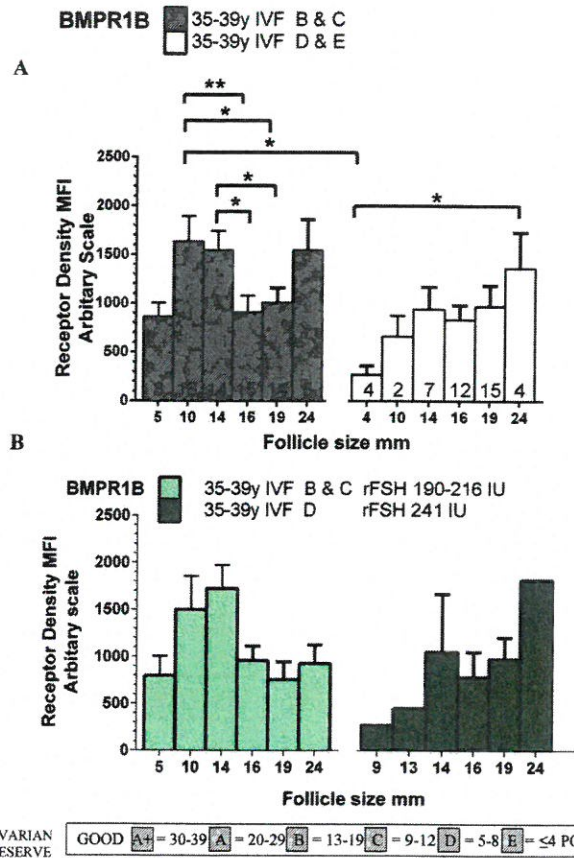 BMPR1B 35-39y IVF B & C
35-39y IVF D & E
A
** 
*
*
*
*
*
2500
2000
1500
1000
500
0
Receptor Density MFI
Arbitary Scale
4 2 7 12 15 4
5 10 14 16 19 24 4 10 14 16 19 24
Follicle size mm
B
BMPR1B 35-39y IVF B & C rFSH 190-216 IU
35-39y IVF D rFSH 241 IU
2500
2000
1500
1000
500
0
Receptor Density MFI
Arbitary scale
5 10 14 16 19 24 9 13 14 16 19 24
Follicle size mm
VARIAN
ESERVE
GOOD A+ = 30-39 A = 20-29 B = 13-19 C = 9-12 D = 5-8 E = ≤4 PO